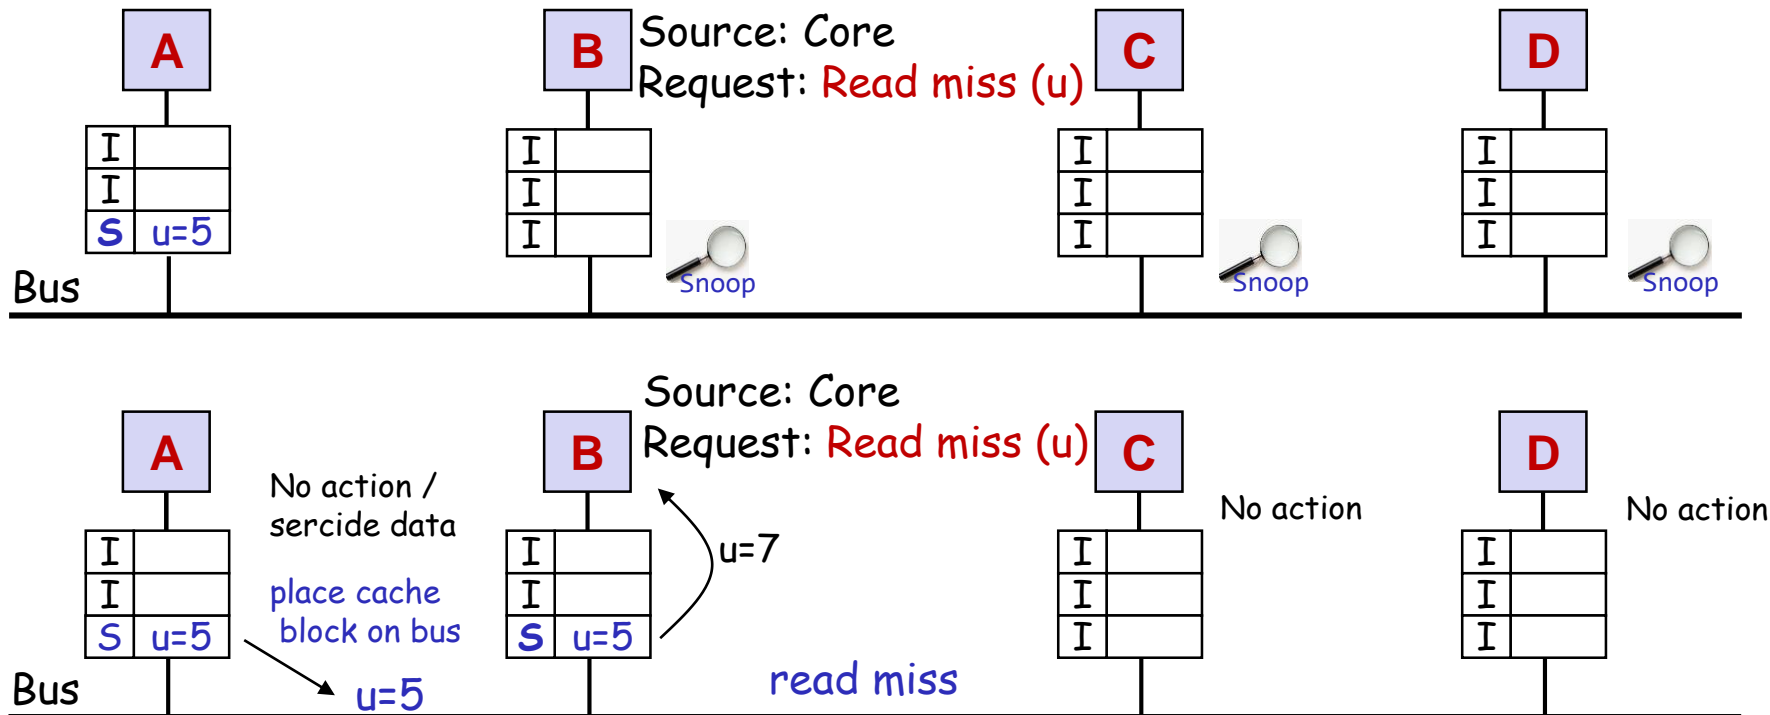 A
B
Source: Core
Request: Read miss (u)
C
D
I
I
S u=5
I
I
I
Snoop
I
I
I
Snoop
I
I
I
Snoop
Bus
A
No action /
sercide data
place cache
block on bus
B
Source: Core
Request: Read miss (u)
u=7
C
No action
D
No action
I
I
S u=5
I
I
S u=5
I
I
I
I
I
I
Bus
u=5
read miss